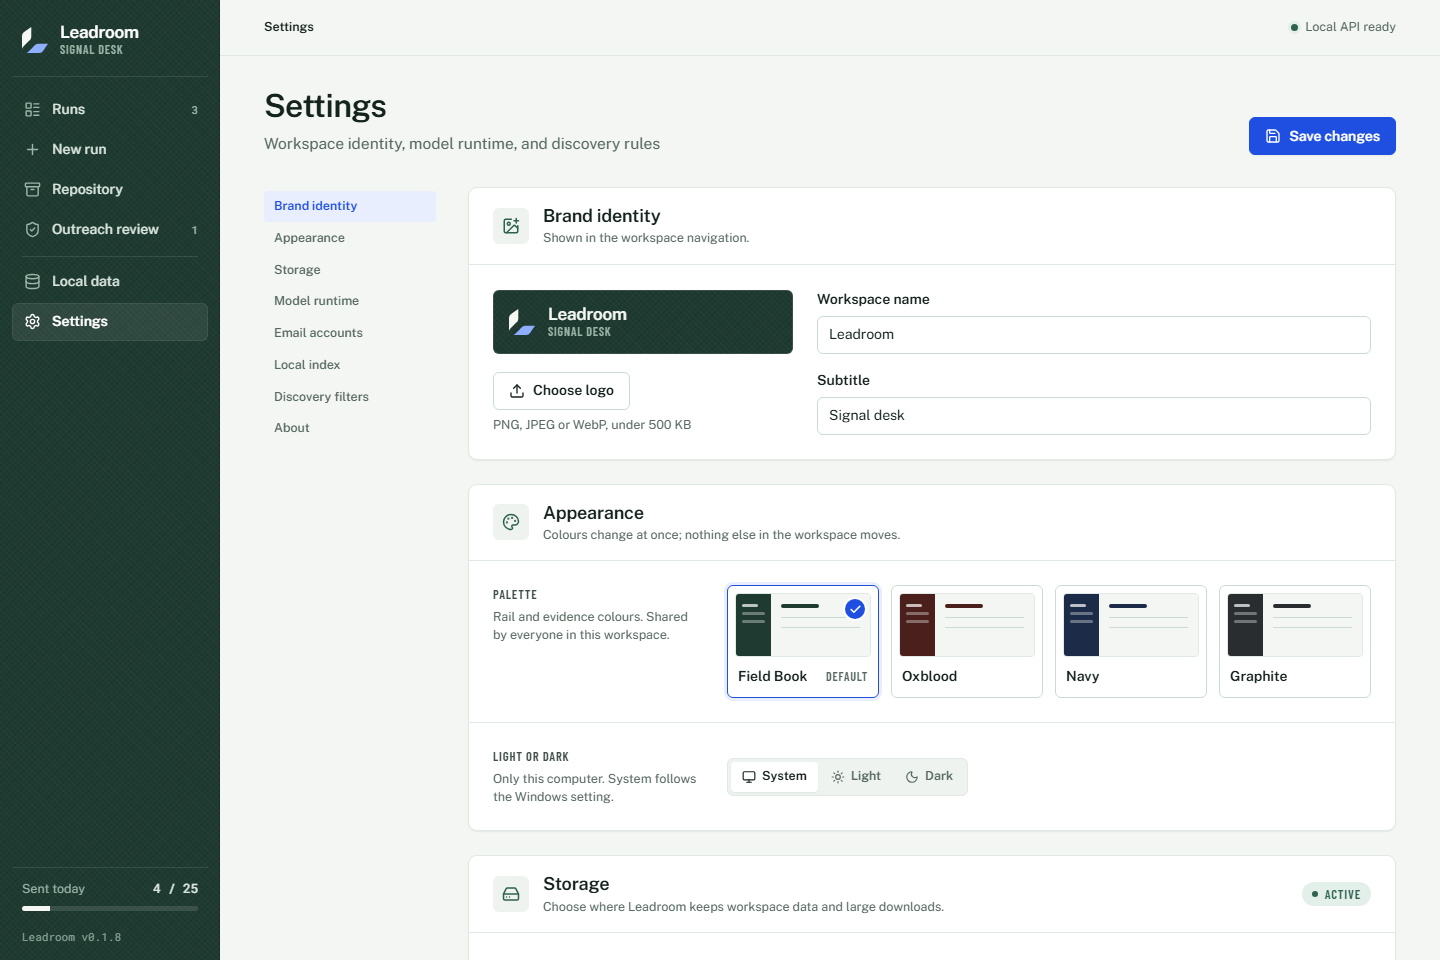 Leadroom
SIGNAL DESK
Runs 3
New run
Repository
Outreach review 1
Local data
Settings
Sent today 4 / 25
Leadroom v0.1.8
Settings
Local API ready
Settings
Workspace identity, model runtime, and discovery rules
Save changes
Brand identity
Appearance
Storage
Model runtime
Email accounts
Local index
Discovery filters
About
Brand identity
Shown in the workspace navigation.
Leadroom
SIGNAL DESK
Choose logo
PNG, JPEG or WebP, under 500 KB
Workspace name
Leadroom
Subtitle
Signal desk
Appearance
Colours change at once; nothing else in the workspace moves.
PALETTE
Rail and evidence colours. Shared
by everyone in this workspace.
Field Book DEFAULT
Oxblood
Navy
Graphite
LIGHT OR DARK
Only this computer. System follows
the Windows setting.
System
Light
Dark
Storage
Choose where Leadroom keeps workspace data and large downloads.
ACTIVE